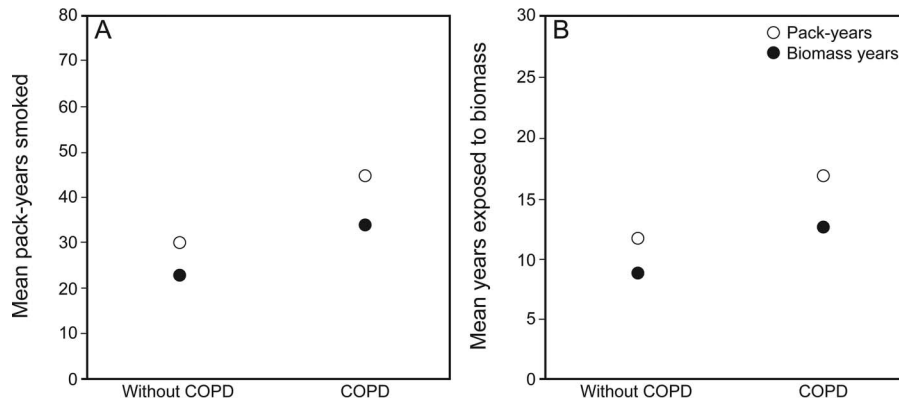 A
Mean pack-years smoked
80
70
60
50
40
30
20
10
0
Without COPD
COPD
B
Pack-years
Biomass years
Mean years exposed to biomass
30
25
20
15
10
5
0
Without COPD
COPD